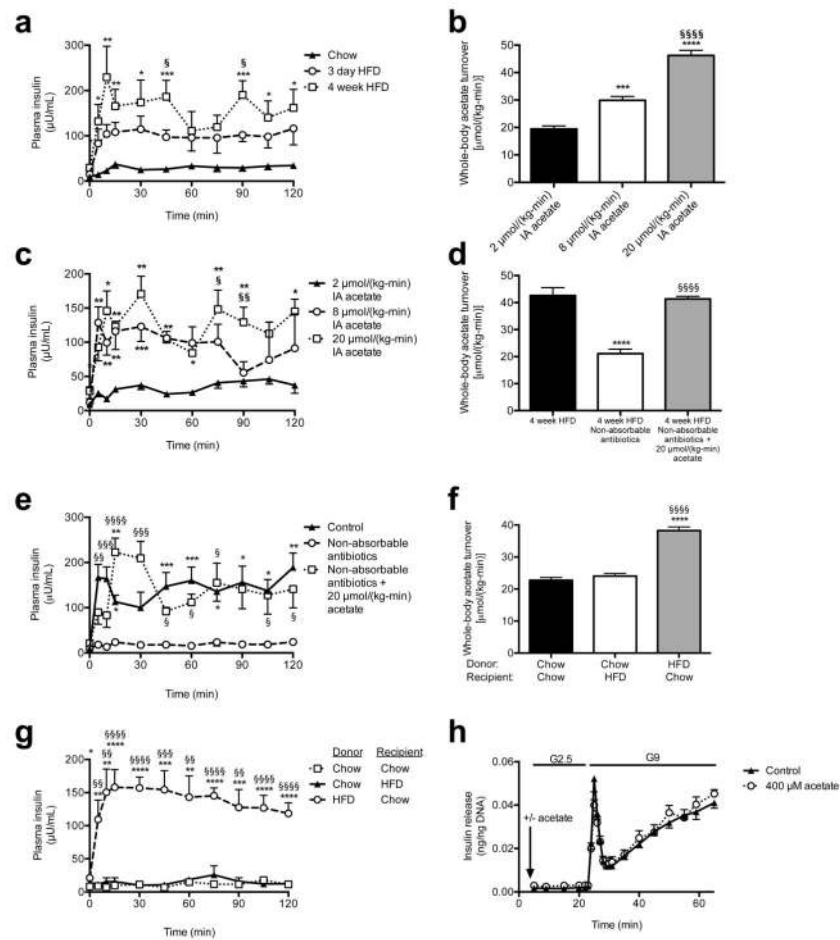 a
Plasma insulin
(µU/mL)
300
200
100
0
0
30
60
90
120
Time (min)
**
*
**
*
§
***
§
***
*
*
Chow
3 day HFD
4 week HFD
b
Whole-body acetate turnover
[µmol/(kg-min)]
50
40
30
20
10
0
***
§§§§
****
2 µmol/(kg-min)
IA acetate
8 µmol/(kg-min)
IA acetate
20 µmol/(kg-min)
IA acetate
c
Plasma insulin
(µU/mL)
200
150
100
50
0
0
30
60
90
120
Time (min)
**
*
**
**
**
**
***
**
*
**
§
**
§§
*
2 µmol/(kg-min)
IA acetate
8 µmol/(kg-min)
IA acetate
20 µmol/(kg-min)
IA acetate
d
Whole-body acetate turnover
[µmol/(kg-min)]
50
40
30
20
10
0
****
§§§§
4 week HFD
4 week HFD
Non-absorbable
antibiotics
4 week HFD
Non-absorbable
antibiotics +
20 µmol/(kg-min)
acetate
e
Plasma insulin
(µU/mL)
300
200
100
0
0
30
60
90
120
Time (min)
§§
§§§
§§§§
**
*
§§§
***
***
§
§
§
*
*
*
§
**
§
Control
Non-absorbable
antibiotics
Non-absorbable
antibiotics +
20 µmol/(kg-min)
acetate
f
Whole-body acetate turnover
[µmol/(kg-min)]
50
40
30
20
10
0
§§§§
****
Donor: Chow Chow HFD
Recipient: Chow HFD Chow
g
Plasma insulin
(µU/mL)
200
150
100
50
0
0
30
60
90
120
Time (min)
*
§§
**
§§
**
§§§§
****
§§§§
****
§§§
***
§§
**
§§§§
****
§§
***
§§§§
****
§§§§
****
Donor Recipient
Chow Chow
Chow HFD
HFD Chow
h
G2.5
G9
Insulin release
(ng/ng DNA)
0.06
0.04
0.02
0.00
0
20
40
60
Time (min)
+/- acetate
Control
400 µM acetate